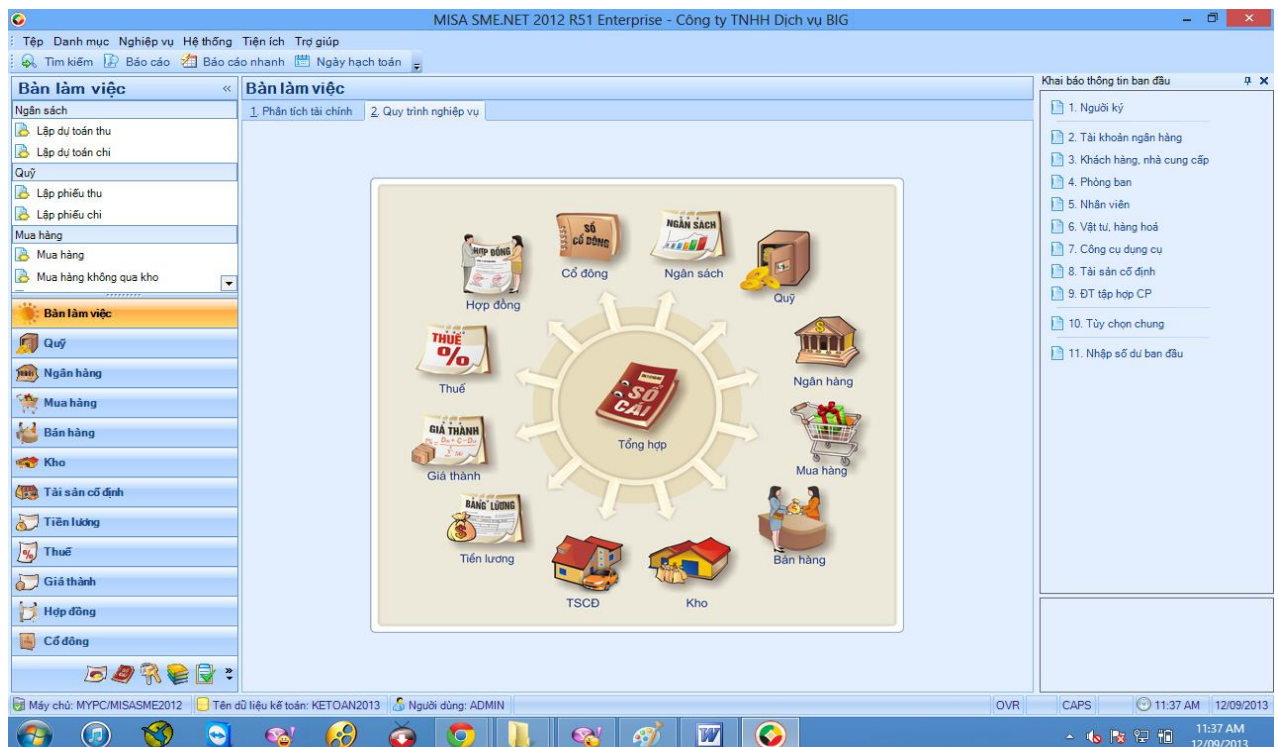 MISA SME.NET 2012 R51 Enterprise - Công ty TNHH Dịch vụ BIG
Tệp Danh mục Nghiệp vụ Hệ thống Tiện ích Trợ giúp
Tìm kiếm Báo cáo Báo cáo nhanh Ngày hạch toán
Bàn làm việc
Ngân sách
Lập dự toán thu
Lập dự toán chi
Quỹ
Lập phiếu thu
Lập phiếu chi
Mua hàng
Mua hàng
Mua hàng không qua kho
Bàn làm việc
Quỹ
Ngân hàng
Mua hàng
Bán hàng
Kho
Tài sản cố định
Tiền lương
Thuế
Giá thành
Hợp đồng
Cổ đông
Bàn làm việc
1. Phân tích tài chính 2. Quy trình nghiệp vụ
SỔ CỔ ĐÔNG
Cổ đông
NGÂN SÁCH
Ngân sách
Quỹ
HỢP ĐỒNG
Hợp đồng
THUẾ
%
Thuế
Ngân hàng
SỔ CÁI
Tổng hợp
GIÁ THÀNH
Giá thành
Mua hàng
BẢNG LƯƠNG
Tiền lương
Bán hàng
TSCĐ
Kho
Khai báo thông tin ban đầu
1. Người ký
2. Tài khoản ngân hàng
3. Khách hàng, nhà cung cấp
4. Phòng ban
5. Nhân viên
6. Vật tư, hàng hoá
7. Công cụ dụng cụ
8. Tài sản cố định
9. ĐT tập hợp CP
10. Tùy chọn chung
11. Nhập số dư ban đầu
Máy chủ: MYPC/MISASME2012 Tên dữ liệu kế toán: KETOAN2013 Người dùng: ADMIN OVR CAPS 11:37 AM 12/09/2013
11:37 AM
12/09/2013